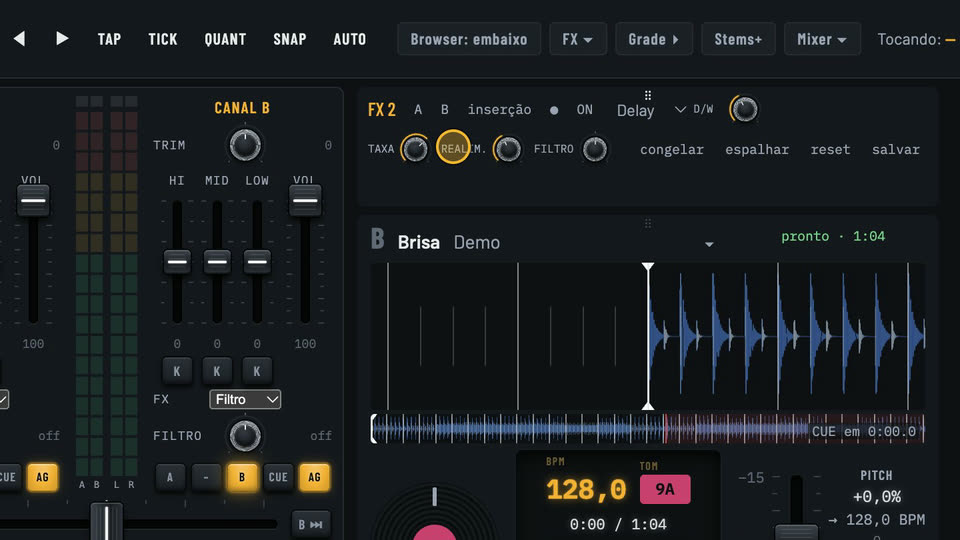 TAP TICK QUANT SNAP AUTO Browser: embaixo FX Grade Stems+ Mixer Tocando:
CANAL B
FX 2 A B inserção ON Delay D/W
0 TRIM 0
TAXA FILTRO congelar espalhar reset salvar
VOL HI MID LOW VOL
B Brisa Demo pronto · 1:04
100 0 0 0 100
K K K
FX Filtro
CUE em 0:00.0
off FILTRO off
BPM TOM
CUE AG A - B CUE AG
128,0 9A
-15 PITCH
+0,0%
A B L R
0:00 / 1:04
→ 128,0 BPM
B
0